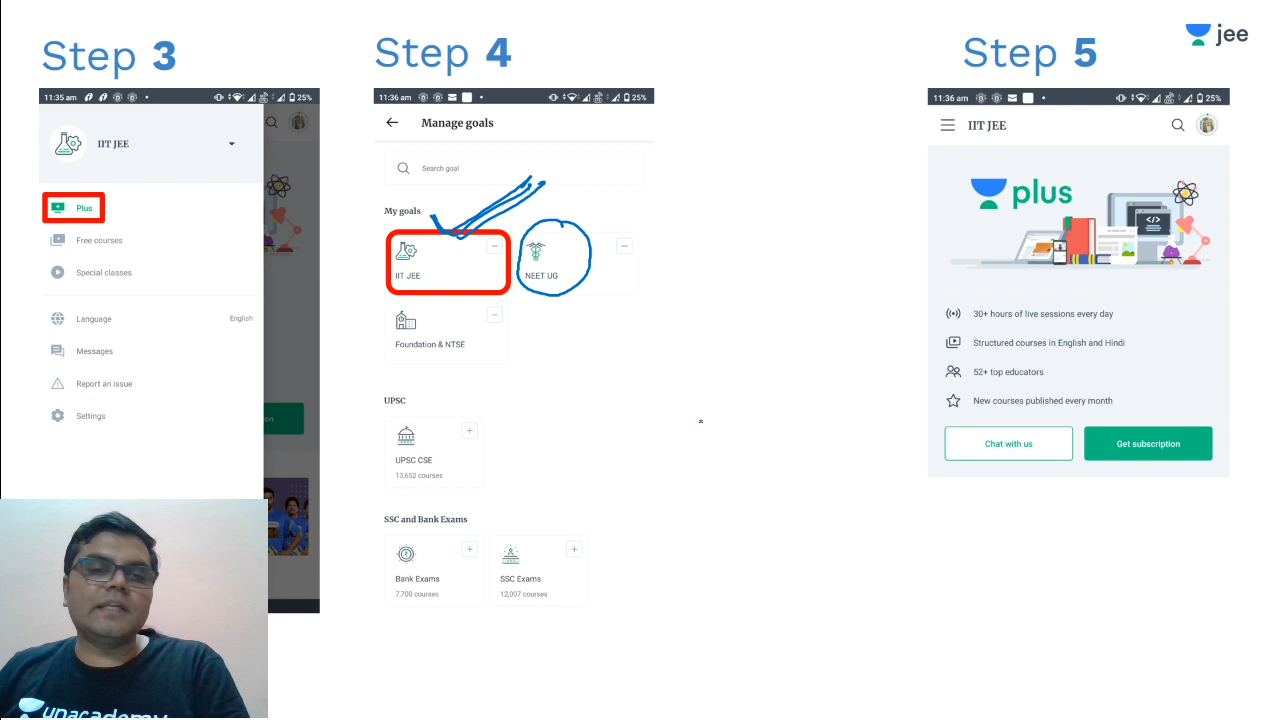 Step 3
11:35 am
25%
IIT JEE
Plus
Free courses
Special classes
Language English
Messages
Report an issue
Settings
unacademy
Step 4
11:36 am
25%
Manage goals
Search goal
My goals
IIT JEE
NEET UG
Foundation & NTSE
UPSC
UPSC CSE
13,652 courses
SSC and Bank Exams
Bank Exams
7,700 courses
SSC Exams
12,007 courses
Step 5
jee
11:36 am
25%
IIT JEE
plus
30+ hours of live sessions every day
Structured courses in English and Hindi
52+ top educators
New courses published every month
Chat with us
Get subscription